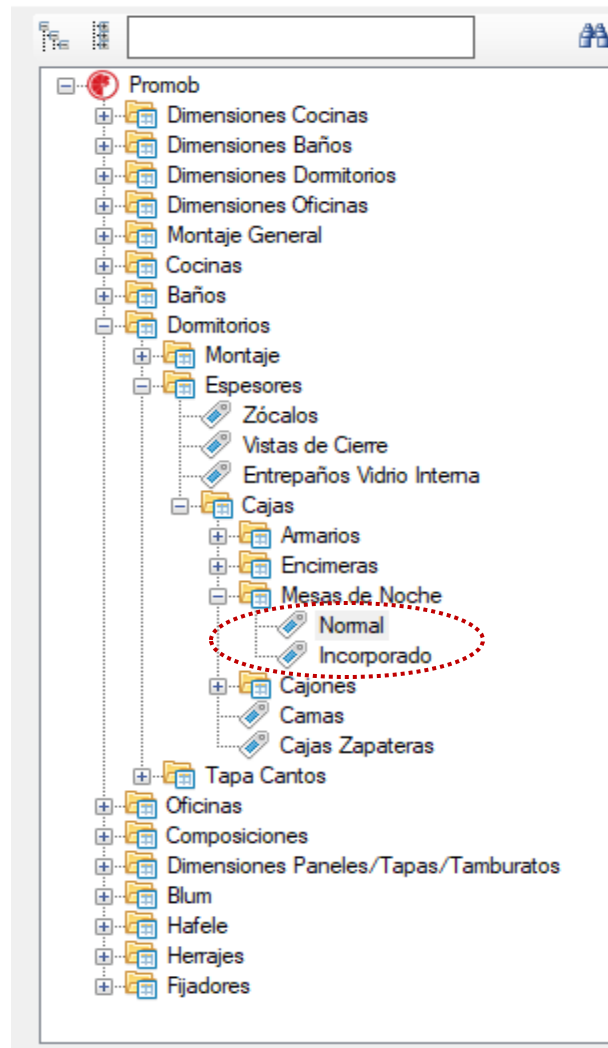 Promob
Dimensiones Cocinas
Dimensiones Baños
Dimensiones Dormitorios
Dimensiones Oficinas
Montaje General
Cocinas
Baños
Dormitorios
Montaje
Espesores
Zócalos
Vistas de Cierre
Entrepaños Vidrio Interna
Cajas
Armarios
Encimeras
Mesas de Noche
Normal
Incorporado
Cajones
Camas
Cajas Zapateras
Tapa Cantos
Oficinas
Composiciones
Dimensiones Paneles/Tapas/Tamburatos
Blum
Hafele
Herrajes
Fijadores